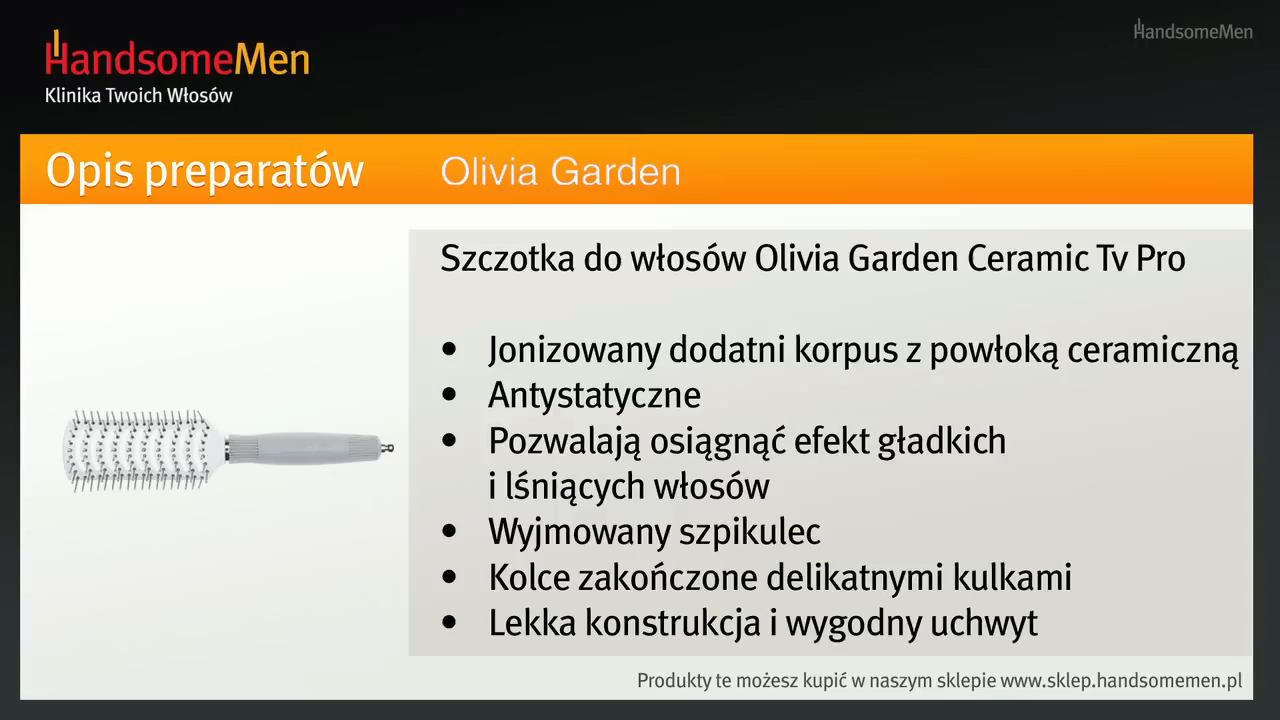 HandsomeMen
HandsomeMen
Klinika Twoich Włosów
Opis preparatów
Olivia Garden
Szczotka do włosów Olivia Garden Ceramic Tv Pro
• Jonizowany dodatni korpus z powłoką ceramiczną
• Antystatyczne
• Pozwalają osiągnąć efekt gładkich
i lśniących włosów
• Wyjmowany szpikulec
• Kolce zakończone delikatnymi kulkami
• Lekka konstrukcja i wygodny uchwyt
Produkty te możesz kupić w naszym sklepie www.sklep.handsomemen.pl